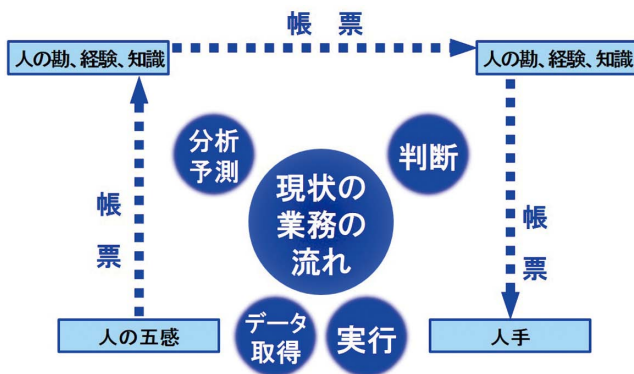 帳 票
人の勘、経験、知識
人の勘、経験、知識
分析
予測
判断
現状の
業務の
流れ
帳
票
帳
票
人の五感
データ
取得
実行
人手